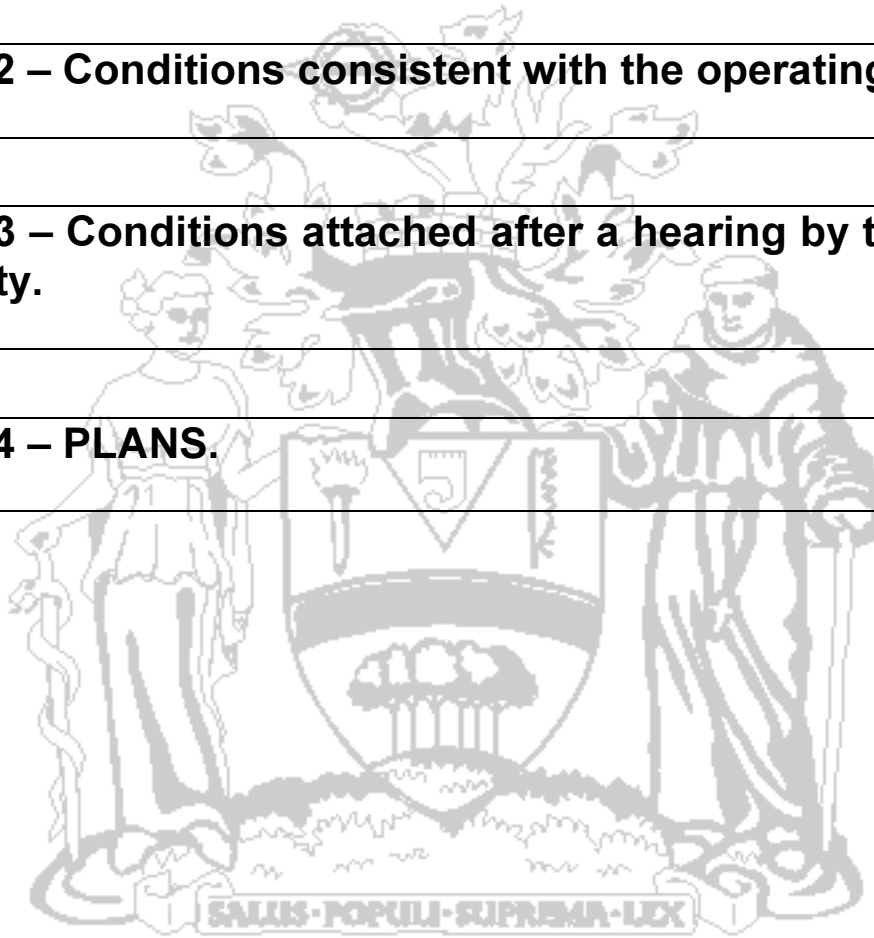 2 – Conditions consistent with the operating
3 – Conditions attached after a hearing by t
ty.
4 – PLANS.
SALUS·POPULI·SUPREMA·LEX